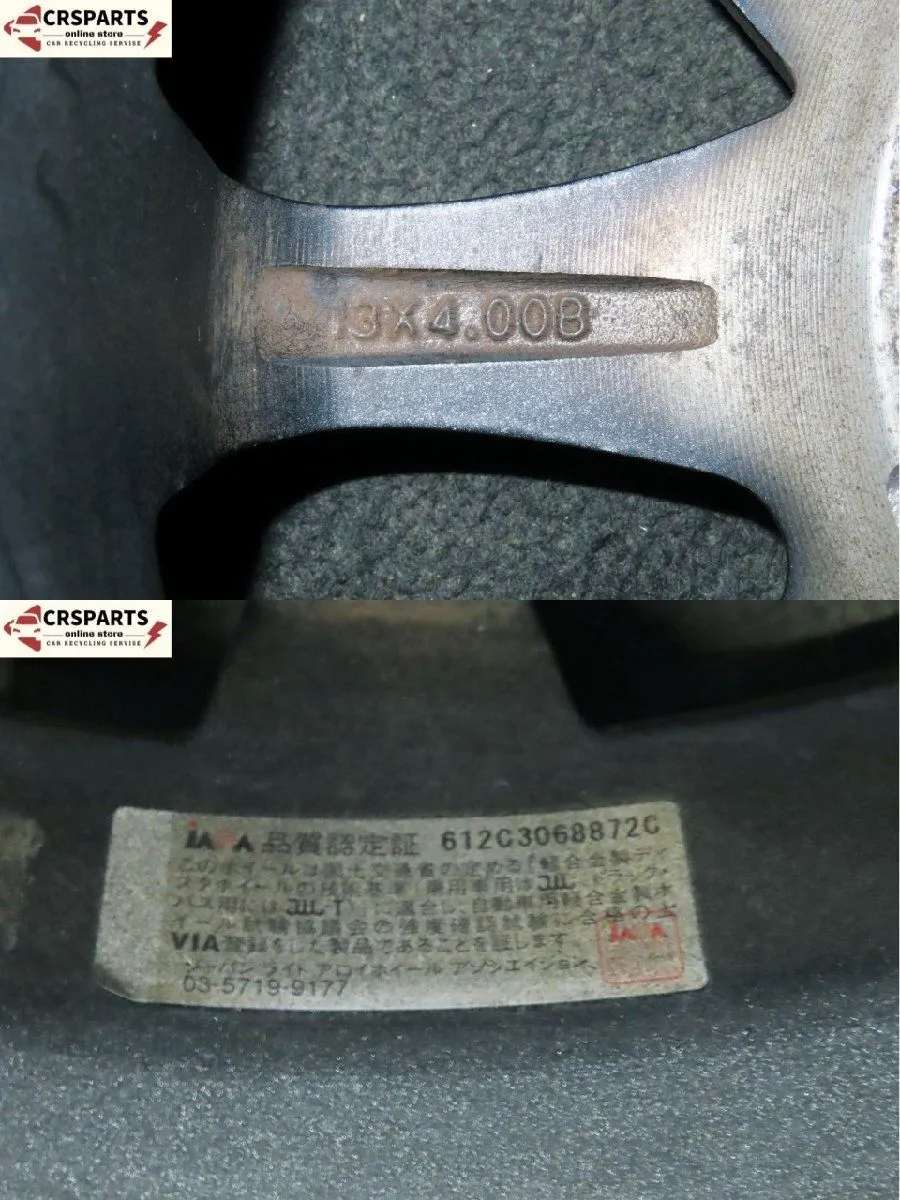 CRSPARTS
online store
CAR RECYCLING SERVISE
13X4.00B
CRSPARTS
online store
CAR RECYCLING SERVISE
JAWA 品質認定証 612C3068872C
このホイールは国土交通省の定める「軽合金製ディ
スクホイールの技術基準(乗用車用は JWL、トラック・
バス用には JWL-T)」に適合し、自動車用軽合金製ホ
イール試験協議会の強度確認試験に合格の上
VIA登録をした製品であることを証します。
ジャパン ライト アロイホイール アソシエイション
03-5719-9177
JAWA